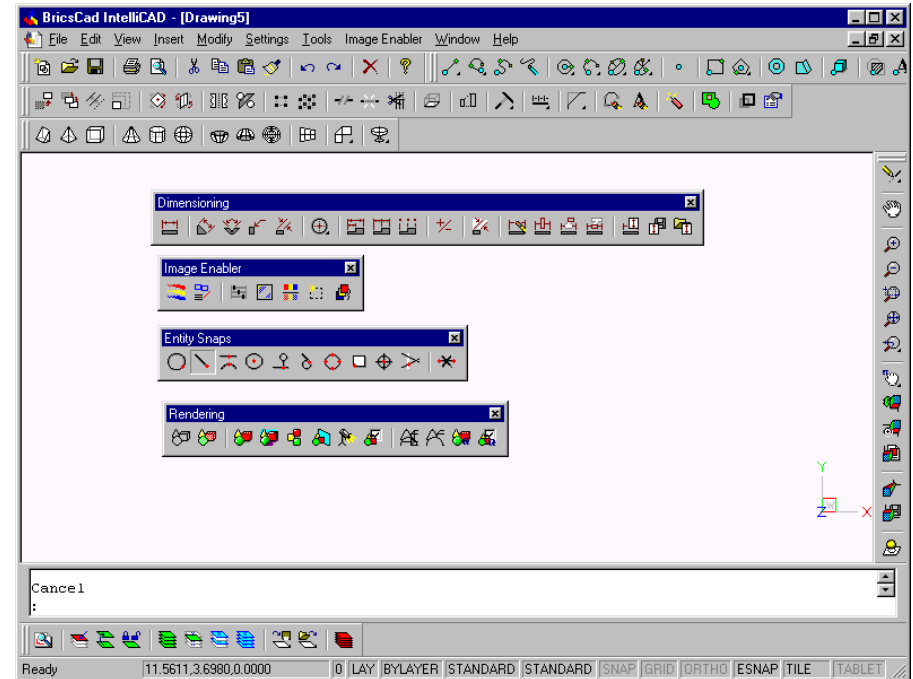 BricsCad IntelliCAD - [Drawing5]
File Edit View Insert Modify Settings Tools Image Enabler Window Help
Dimensioning
Image Enabler
Entity Snaps
Rendering
Y
W
Z X
Cancel
:
Ready 11.5611,3.6980,0.0000 0 LAY BYLAYER STANDARD STANDARD SNAP GRID ORTHO ESNAP TILE TABLET